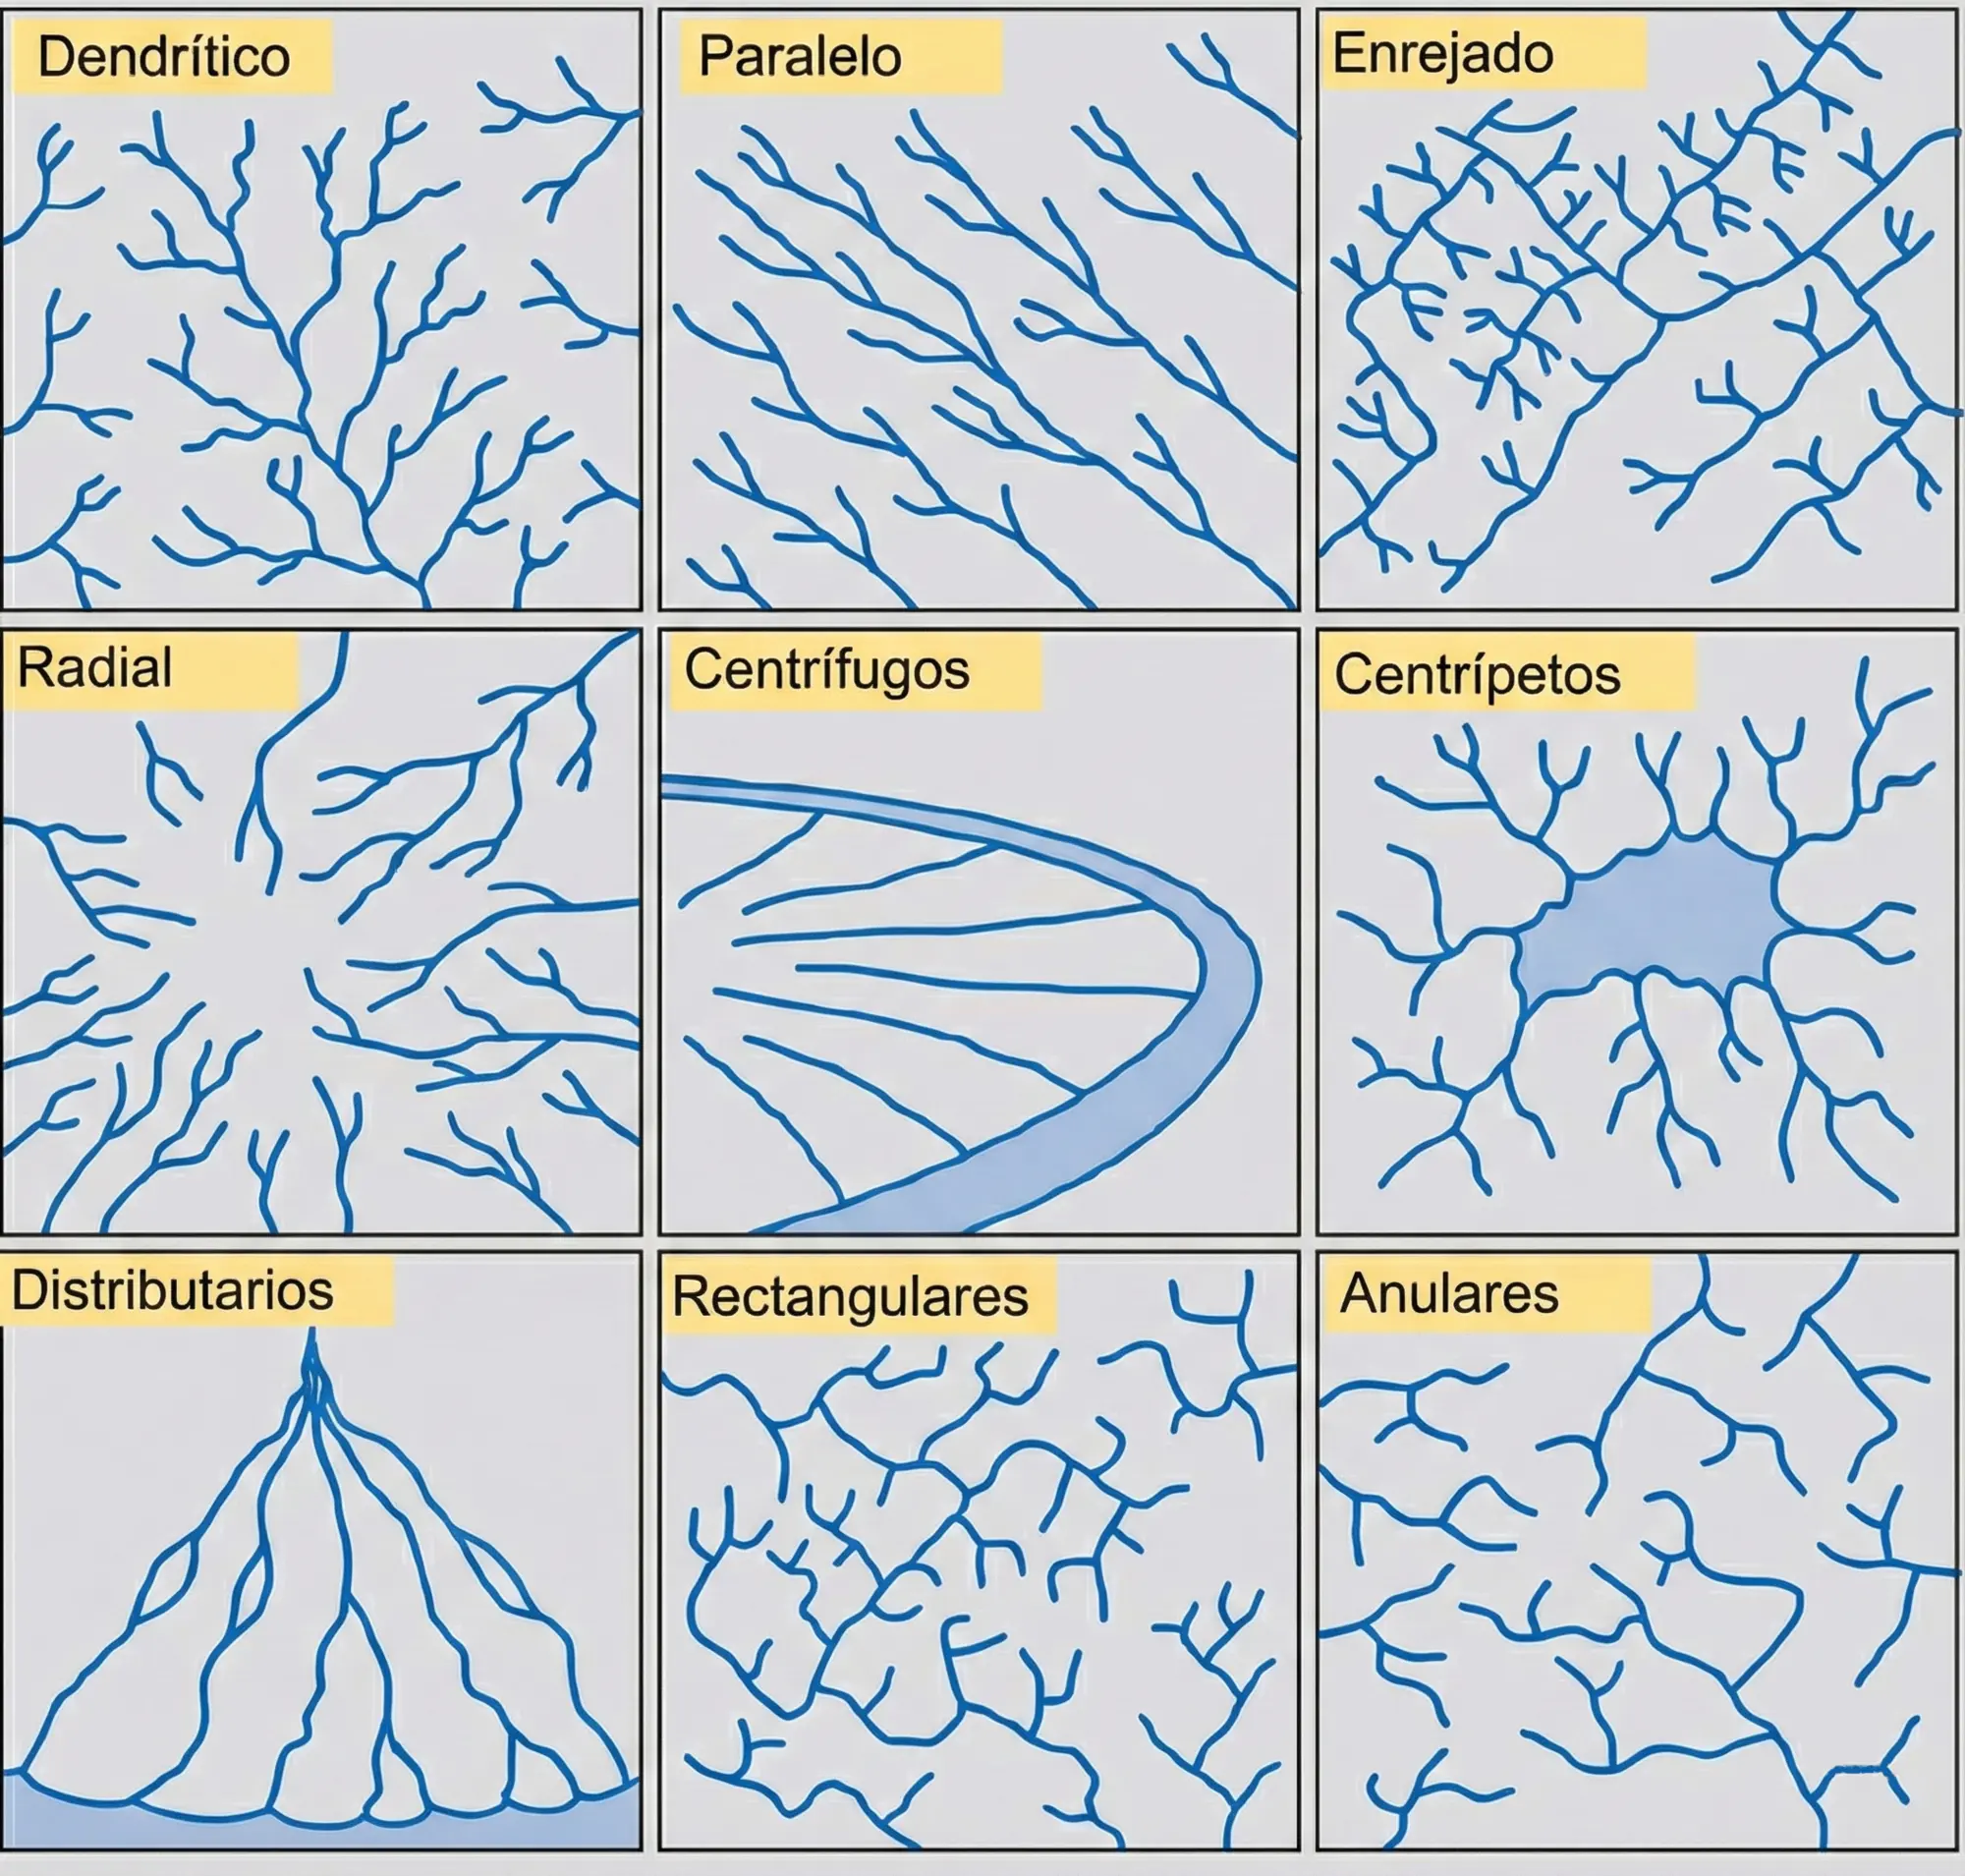 Dendrítico
Paralelo
Enrejado
Radial
Centrífugos
Centrípetos
Distributarios
Rectangulares
Anulares